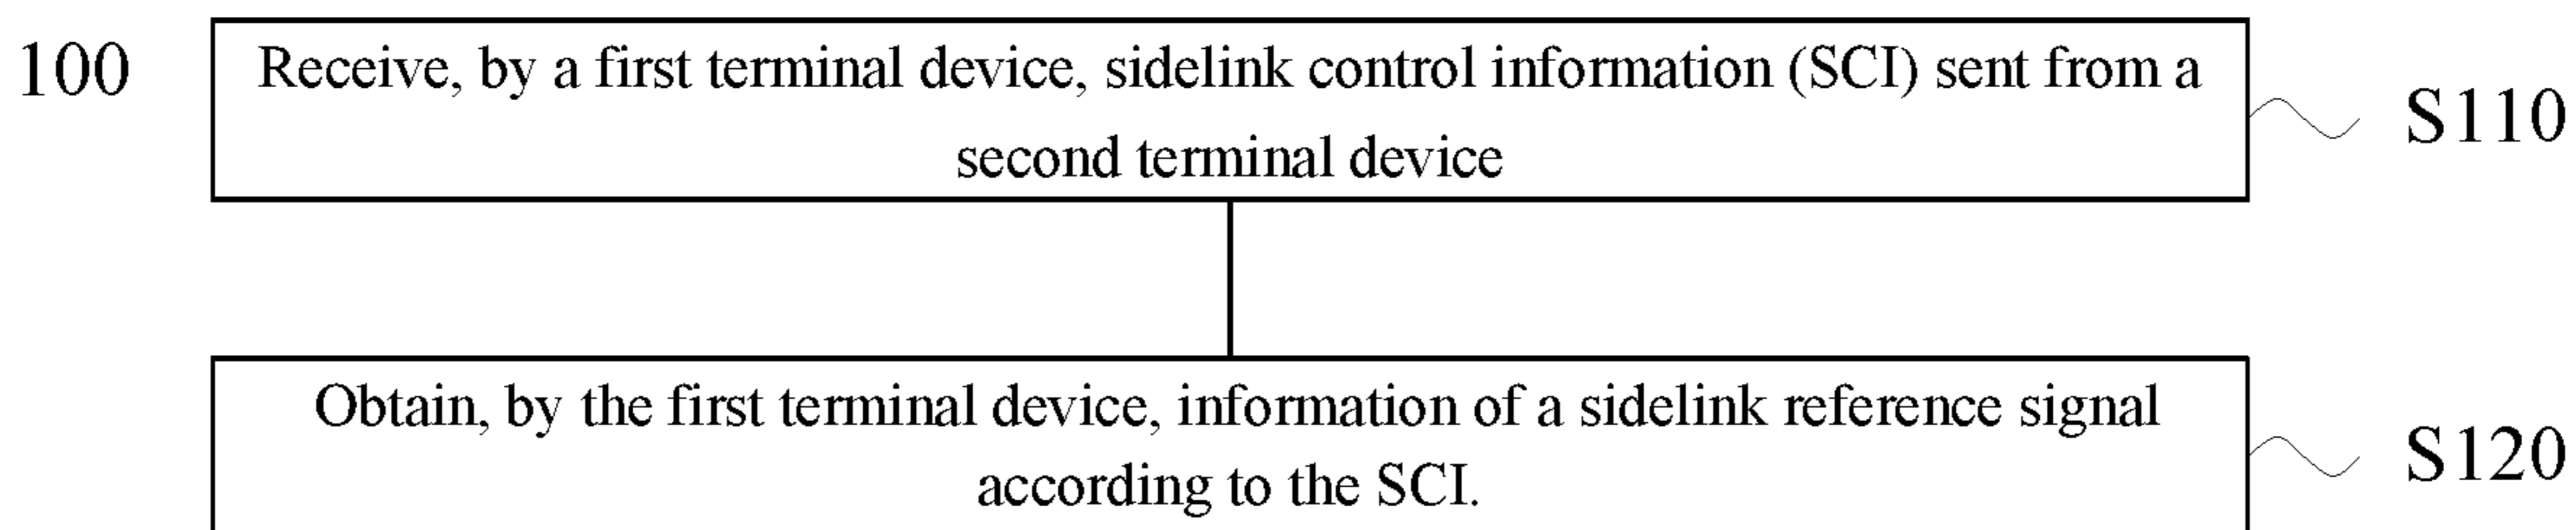 100
Receive, by a first terminal device, sidelink control information (SCI) sent from a
second terminal device
S110
Obtain, by the first terminal device, information of a sidelink reference signal
according to the SCI.
S120